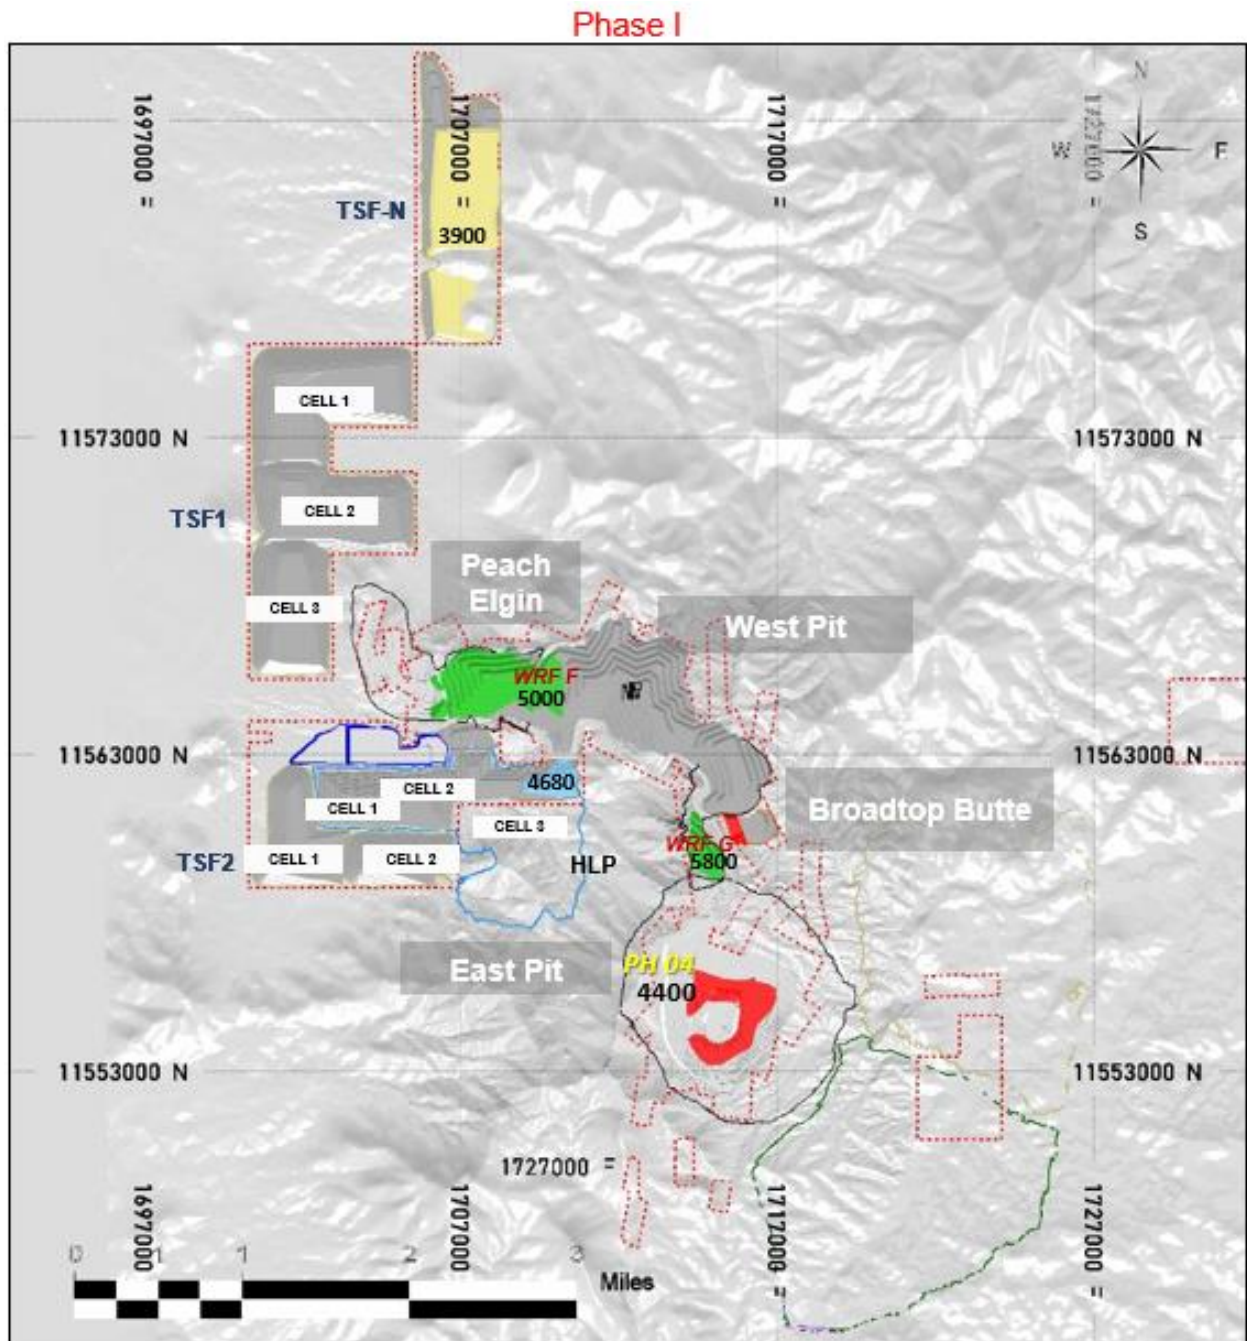 Phase I
N
W
S
1697000
1707000
1717000
1727000
TSF-N
3900
CELL 1
11573000 N
11573000 N
CELL 2
TSF1
Peach
Elgin
CELL 3
West Pit
WRF F
5000
11563000 N
11563000 N
4680
CELL 2
CELL 1
Broadtop Butte
CELL 3
WRF G
5800
TSF2
CELL 1
CELL 2
HLP
East Pit
PH 04
4400
11553000 N
11553000 N
1727000
1697000
1707000
1717000
1727000
0 1 1 2 3
Miles